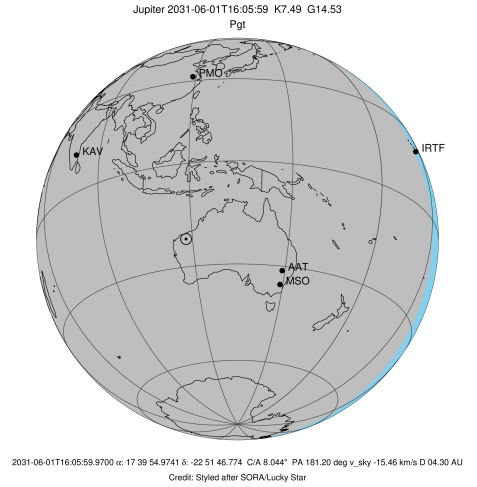 Jupiter 2031-06-01T16:05:59 K7.49 G14.53
Pgt
PMO
KAV
IRTF
AAT
MSO
2031-06-01T16:05:59.9700 α: 17 39 54.9741 δ: -22 51 46.774 C/A 8.044" PA 181.20 deg v_sky -15.46 km/s D 04.30 AU
Credit: Styled after SORA/Lucky Star